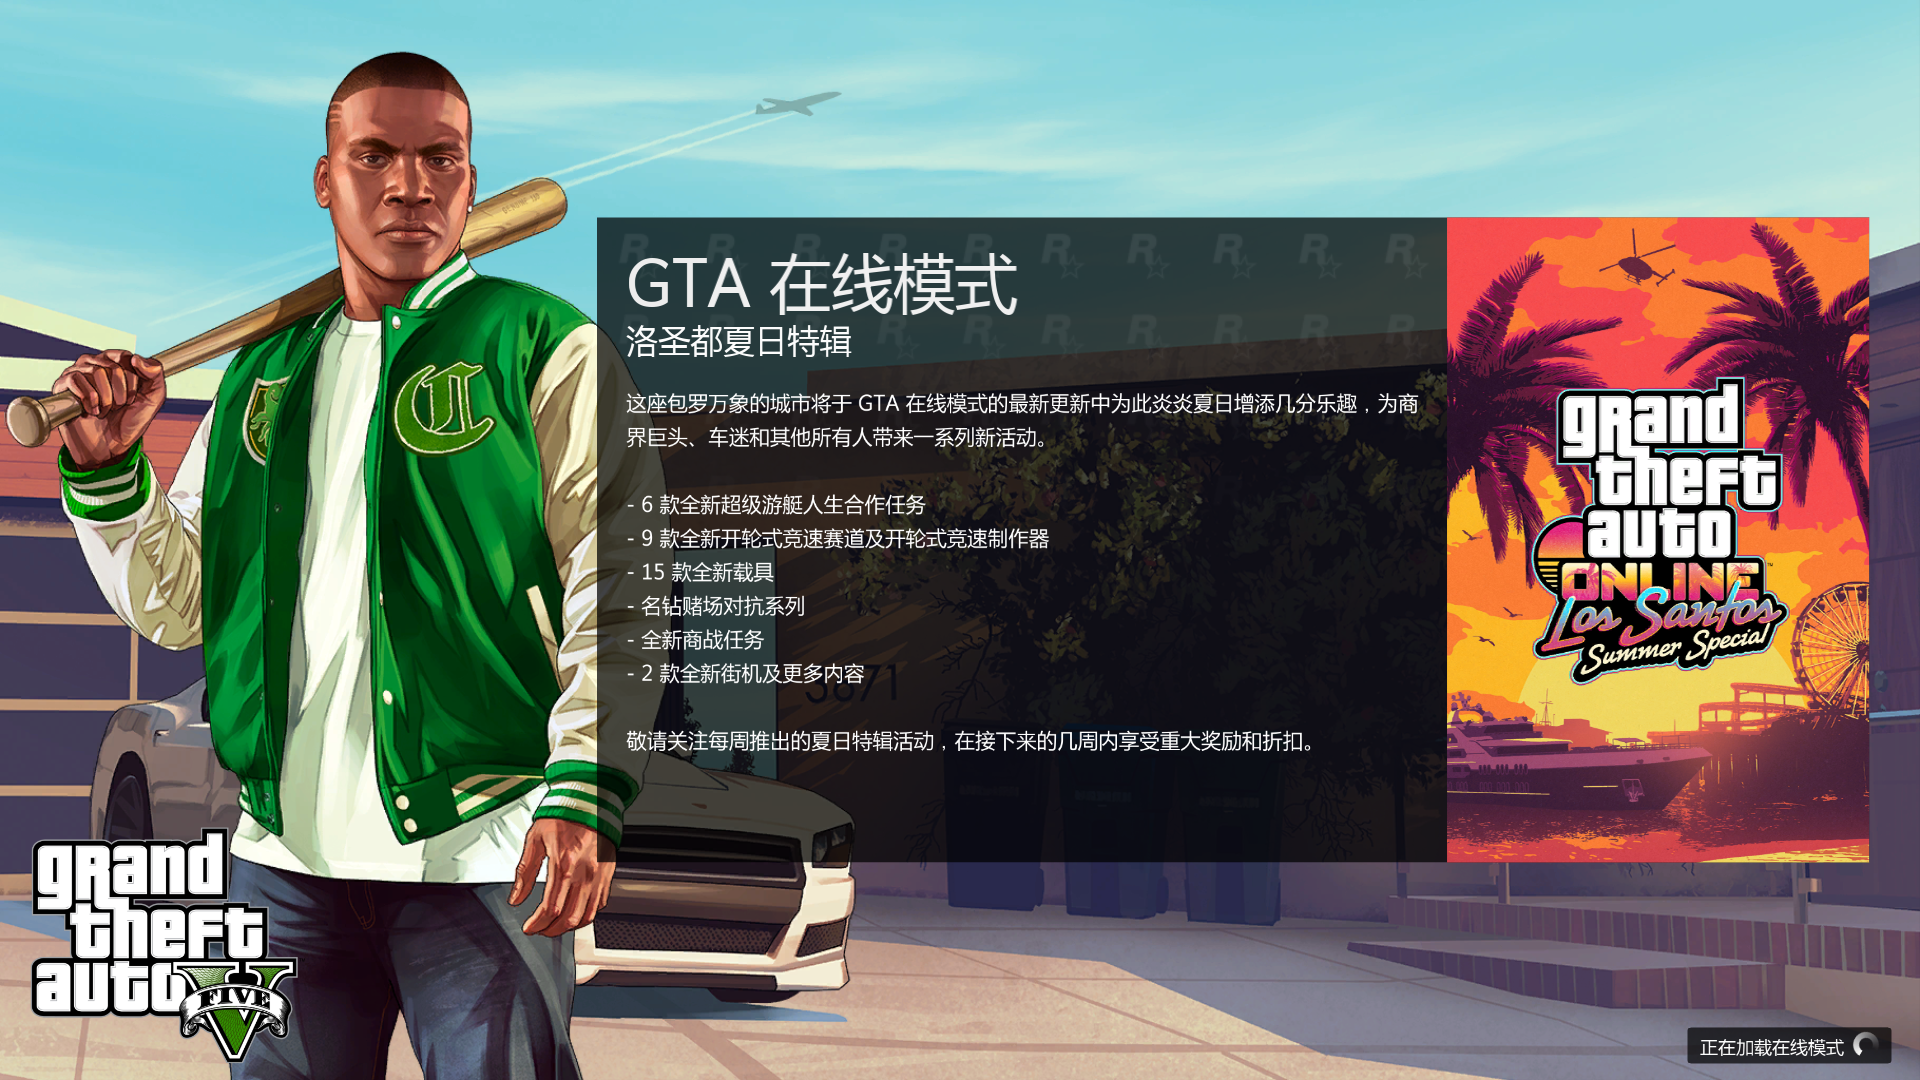 GTA 在线模式
洛圣都夏日特辑
这座包罗万象的城市将于 GTA 在线模式的最新更新中为此炎炎夏日增添几分乐趣，为商
界巨头、车迷和其他所有人带来一系列新活动。
- 6 款全新超级游艇人生合作任务
- 9 款全新开轮式竞速赛道及开轮式竞速制作器
- 15 款全新载具
- 名钻赌场对抗系列
- 全新商战任务
- 2 款全新街机及更多内容
敬请关注每周推出的夏日特辑活动，在接下来的几周内享受重大奖励和折扣。
3671
grand
theft
auto
ONLINE
Los Santos
Summer Special
grand
theft
auto
V
FIVE
正在加载在线模式